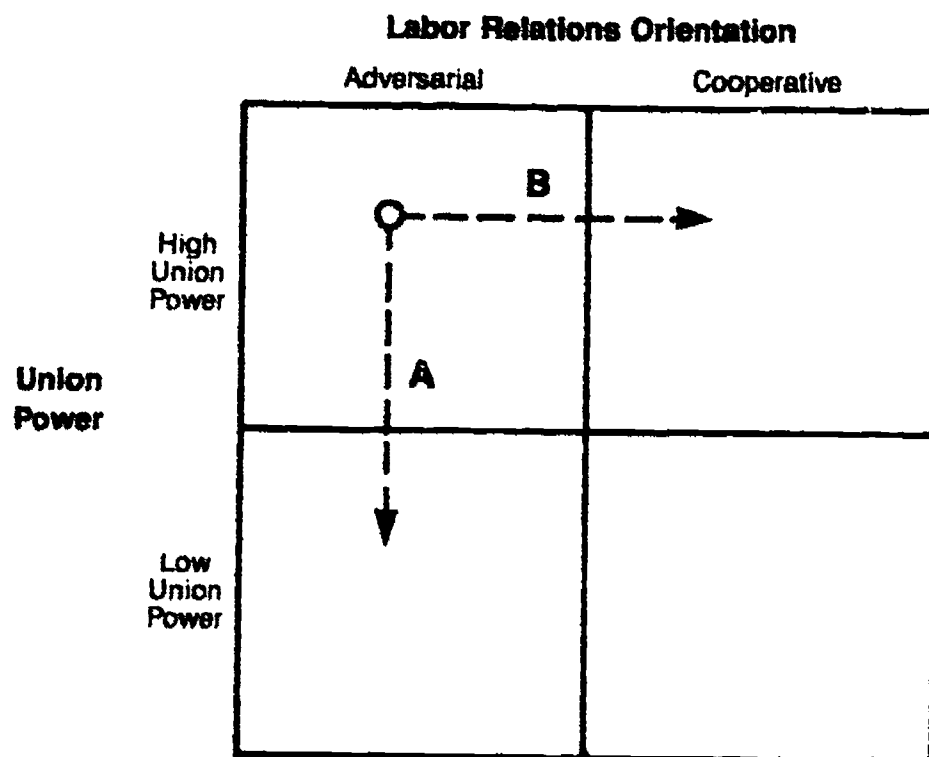 Labor Relations Orientation
Adversarial
Cooperative
B
High
Union
Power
A
Union
Power
Low
Union
Power